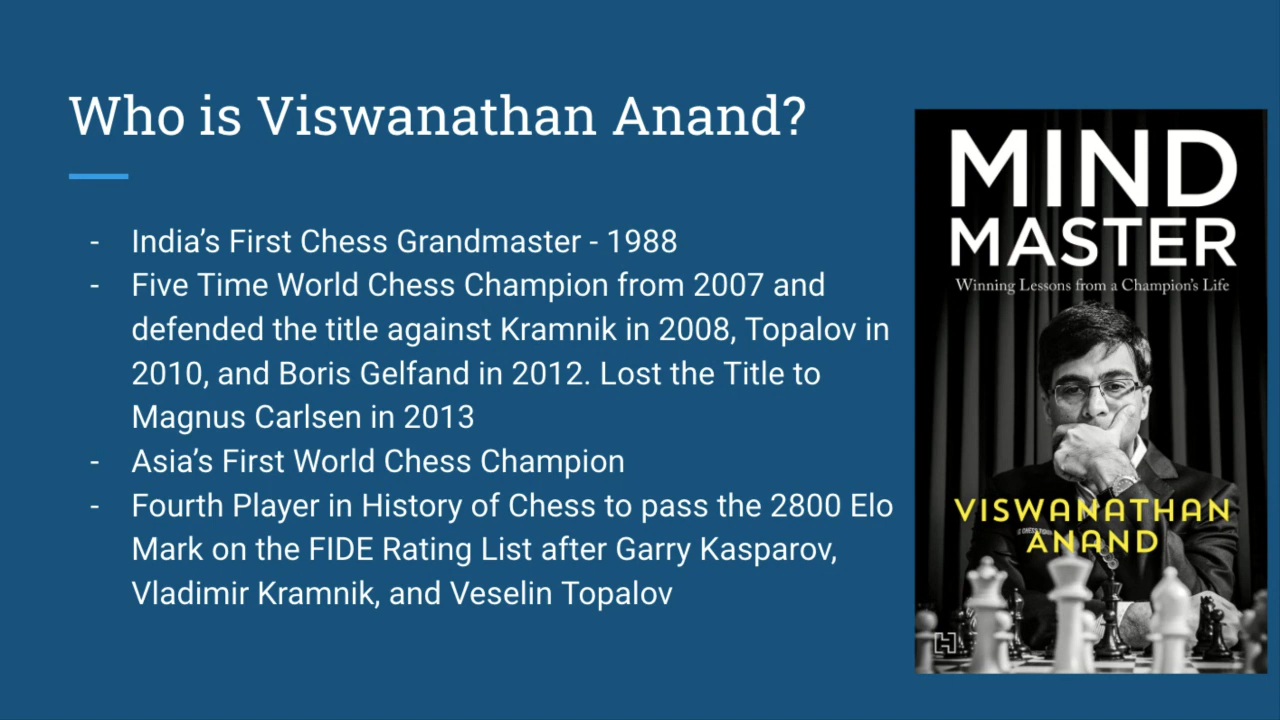 Who is Viswanathan Anand?
- India’s First Chess Grandmaster - 1988
- Five Time World Chess Champion from 2007 and
defended the title against Kramnik in 2008, Topalov in
2010, and Boris Gelfand in 2012. Lost the Title to
Magnus Carlsen in 2013
- Asia’s First World Chess Champion
- Fourth Player in History of Chess to pass the 2800 Elo
Mark on the FIDE Rating List after Garry Kasparov,
Vladimir Kramnik, and Veselin Topalov
MIND
MASTER
Winning Lessons from a Champion’s Life
VISWANATHAN
ANAND